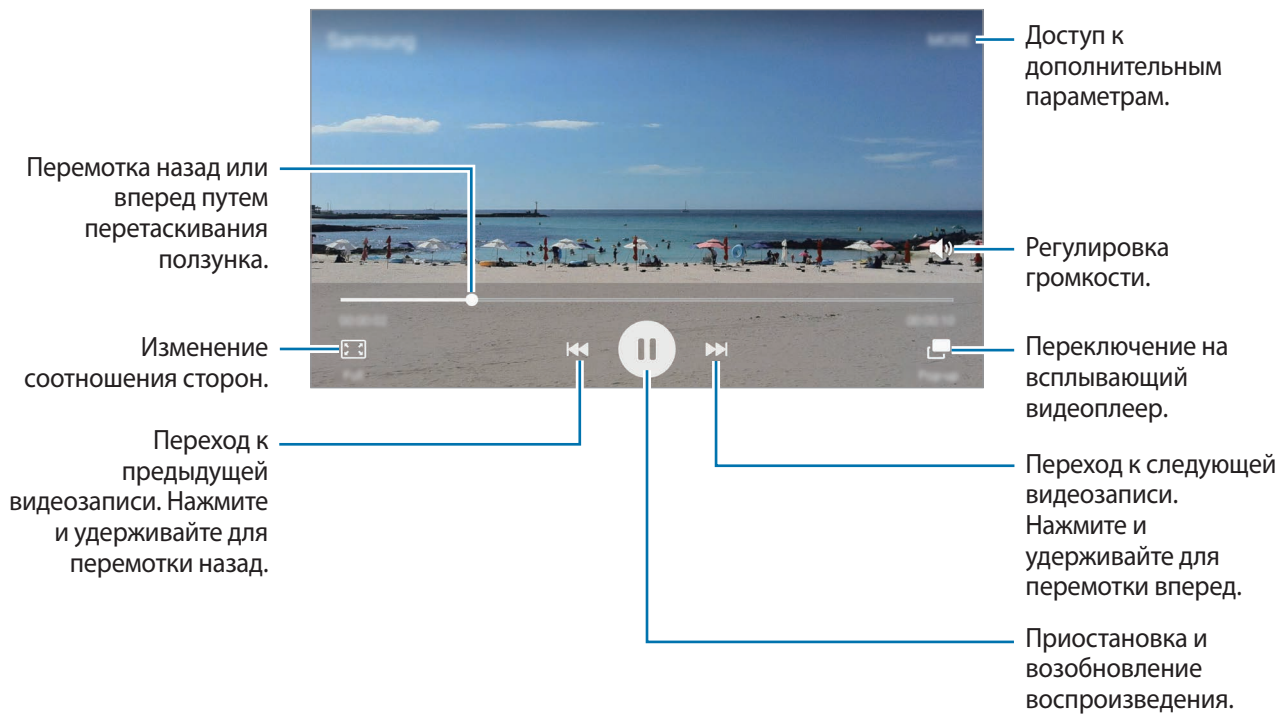 Доступ к
дополнительным
параметрам.
Перемотка назад или
вперед путем
перетаскивания
ползунка.
Регулировка
громкости.
Изменение
соотношения сторон.
Переключение на
всплывающий
видеоплеер.
Переход к
предыдущей
видеозаписи. Нажмите
и удерживайте для
перемотки назад.
Переход к следующей
видеозаписи.
Нажмите и
удерживайте для
перемотки вперед.
Приостановка и
возобновление
воспроизведения.